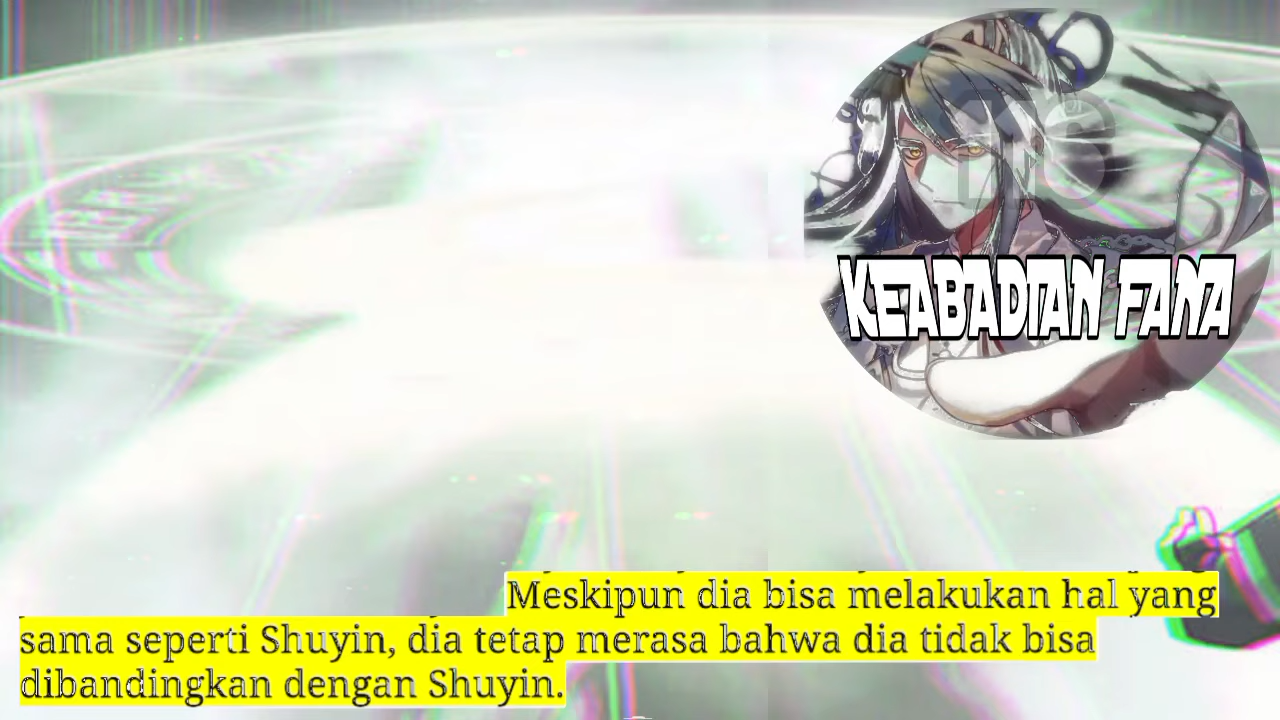 KEABADIAN FANA
Meskipun dia bisa melakukan hal yang
sama seperti Shuyin, dia tetap merasa bahwa dia tidak bisa
dibandingkan dengan Shuyin.